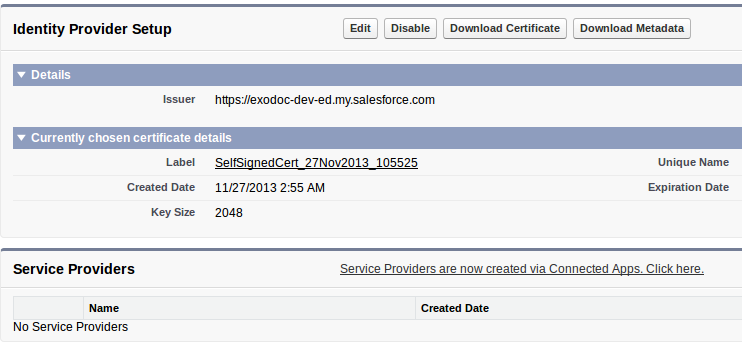 Identity Provider Setup Edit Disable Download Certificate Download Metadata
Details
Issuer https://exodoc-dev-ed.my.salesforce.com
Currently chosen certificate details
Label SelfSignedCert_27Nov2013_105525 Unique Name
Created Date 11/27/2013 2:55 AM Expiration Date
Key Size 2048
Service Providers Service Providers are now created via Connected Apps. Click here.
Name Created Date
No Service Providers